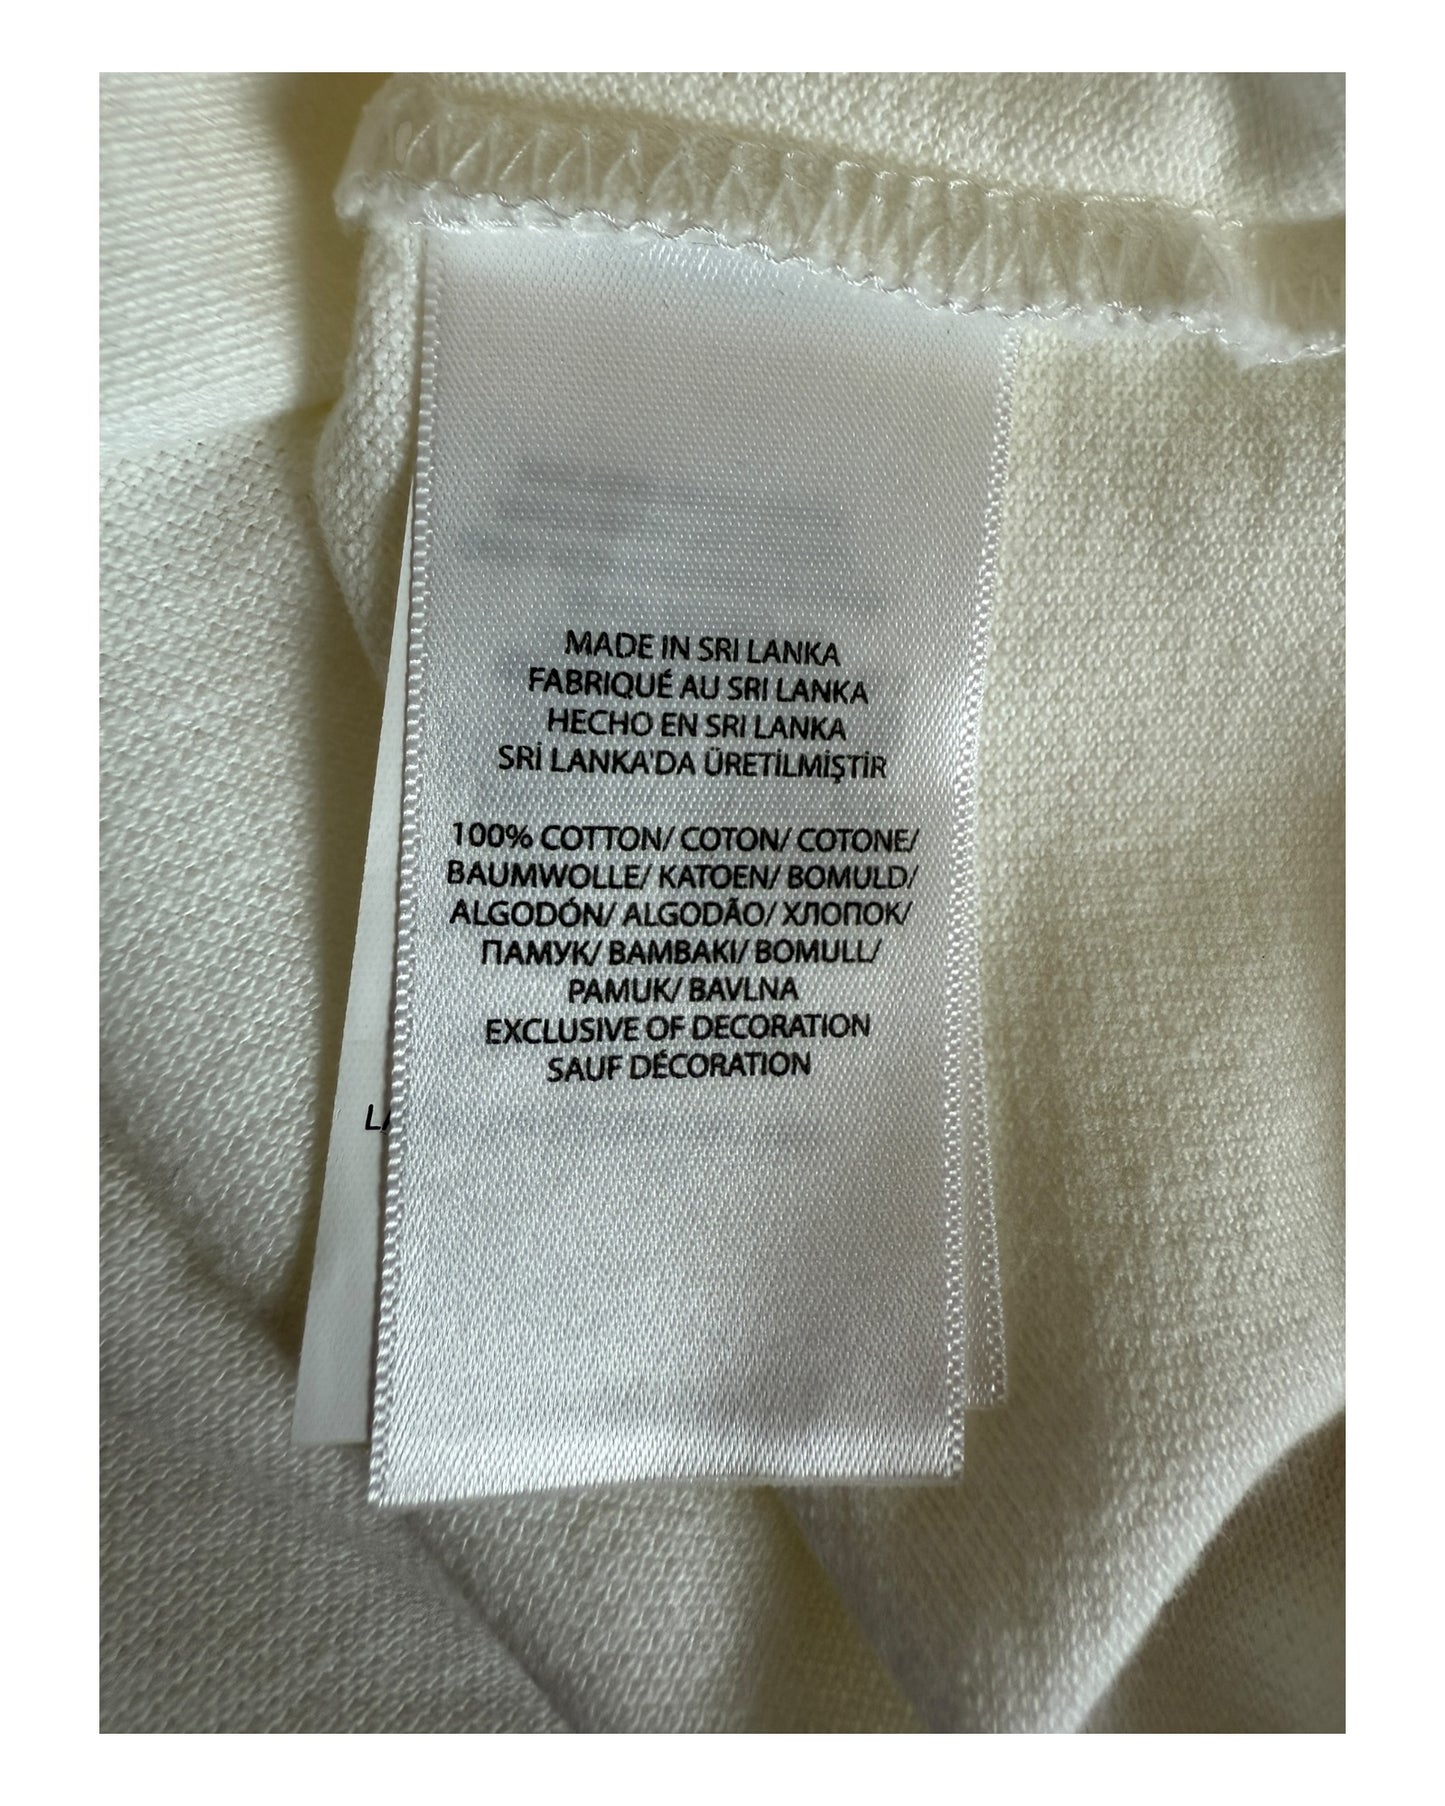 MADE IN SRI LANKA
FABRIQUÉ AU SRI LANKA
HECHO EN SRI LANKA
SRİ LANKA'DA ÜRETİLMİŞTİR
100% COTTON/ COTON/ COTONE/
BAUMWOLLE/ KATOEN/ BOMULD/
ALGODÓN/ ALGODÃO/ ХЛОПОК/
ПАМУК/ BAMBAKI/ BOMULL/
PAMUK/ BAVLNA
EXCLUSIVE OF DECORATION
SAUF DÉCORATION